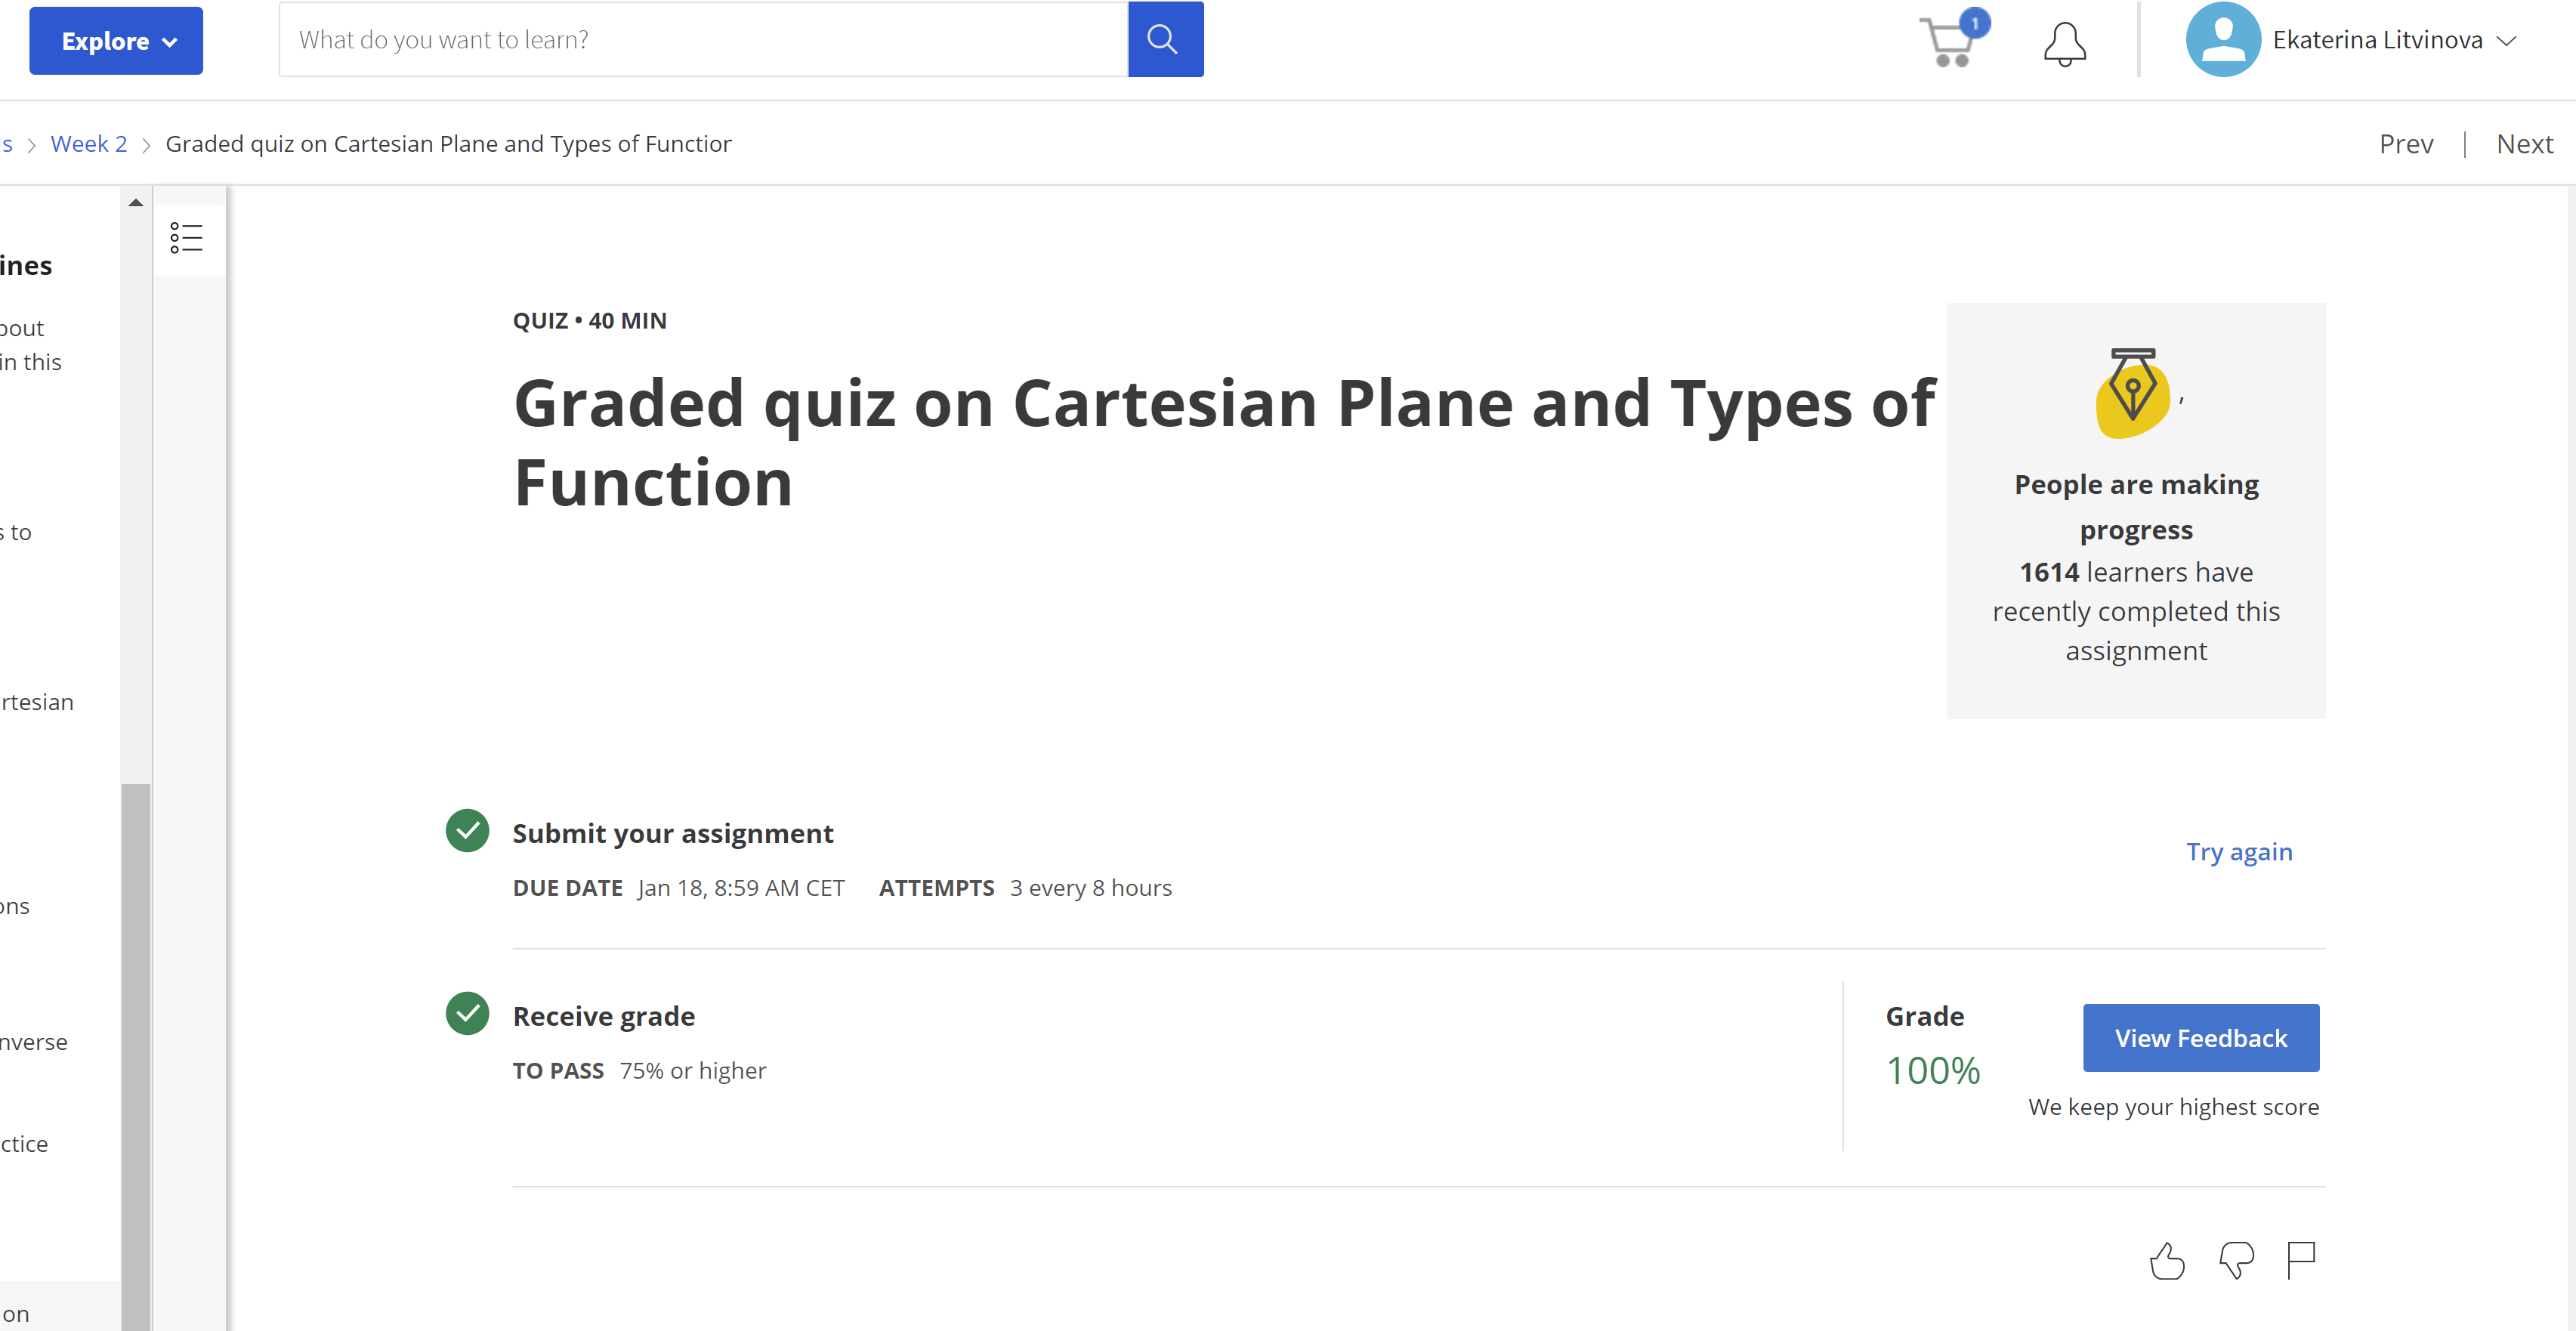 Explore
What do you want to learn?
1
Ekaterina Litvinova
s > Week 2 > Graded quiz on Cartesian Plane and Types of Function
Prev | Next
ines
bout
in this
s to
rtesian
ons
nverse
ctice
on
QUIZ • 40 MIN
Graded quiz on Cartesian Plane and Types of
Function
,
People are making
progress
1614 learners have
recently completed this
assignment
Submit your assignment
DUE DATE Jan 18, 8:59 AM CET ATTEMPTS 3 every 8 hours
Try again
Receive grade
TO PASS 75% or higher
Grade
100%
View Feedback
We keep your highest score